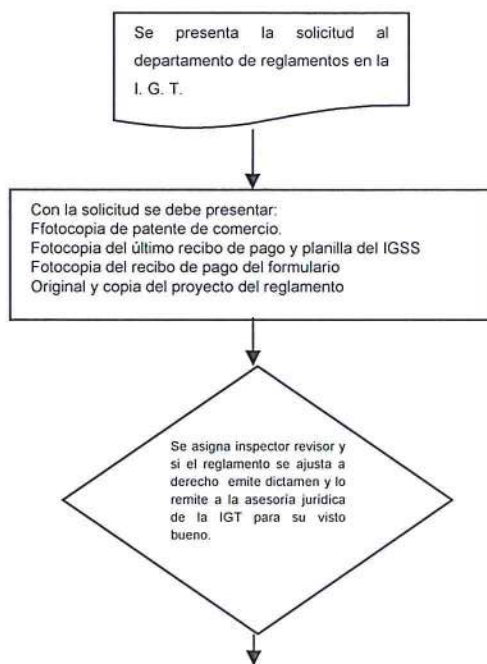 Se presenta la solicitud al
departamento de reglamentos en la
I. G. T.
Con la solicitud se debe presentar:
Ffotocopia de patente de comercio.
Fotocopia del último recibo de pago y planilla del IGSS
Fotocopia del recibo de pago del formulario
Original y copia del proyecto del reglamento
Se asigna inspector revisor y
si el reglamento se ajusta a
derecho emite dictamen y lo
remite a la asesoría jurídica
de la IGT para su visto
bueno.